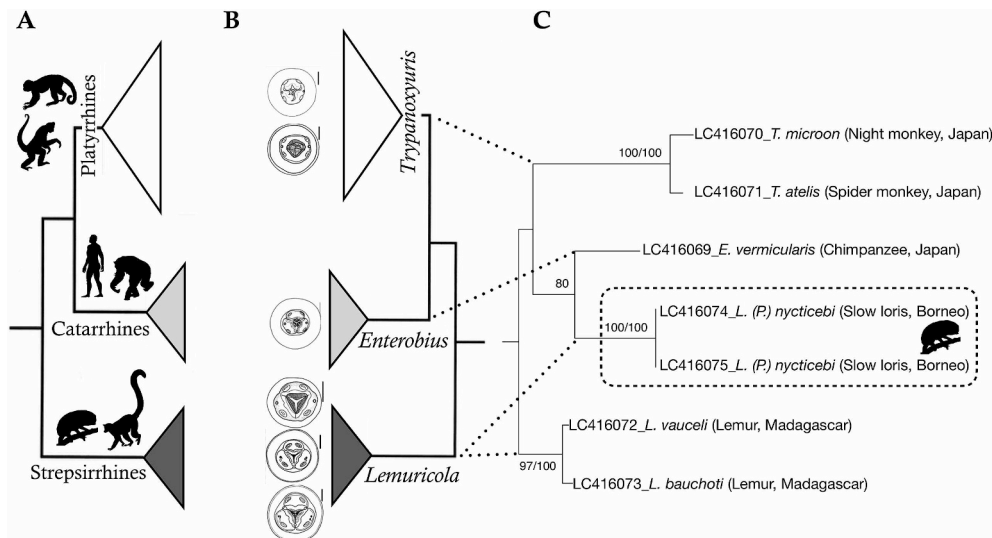 A
B
C
Platyrrhines
Catarrhines
Strepsirrhines
Trypanoxyuris
Enterobius
Lemuricola
100/100
LC416070_T. microon (Night monkey, Japan)
LC416071_T. atelis (Spider monkey, Japan)
LC416069_E. vermicularis (Chimpanzee, Japan)
80
LC416074_L. (P.) nycticebi (Slow loris, Borneo)
100/100
LC416075_L. (P.) nycticebi (Slow loris, Borneo)
LC416072_L. vauceli (Lemur, Madagascar)
97/100
LC416073_L. bauchoti (Lemur, Madagascar)